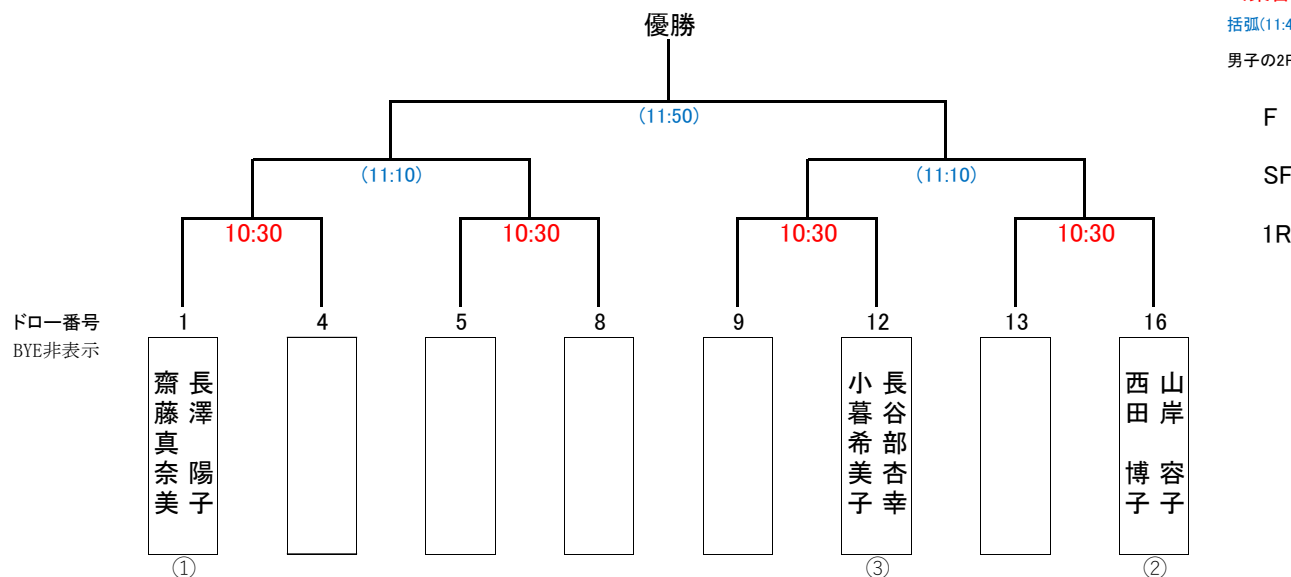 優勝
括弧(11:4
男子の2
(11:50)
F
(11:10) (11:10)
SF
10:30 10:30 10:30 10:30
1R
ドロー番号 1 4 5 8 9 12 13 16
BYE非表示
長澤 陽子
齋藤真奈美
長谷部杏幸
小暮希美子
山岸 容子
西田 博子
① ③ ②